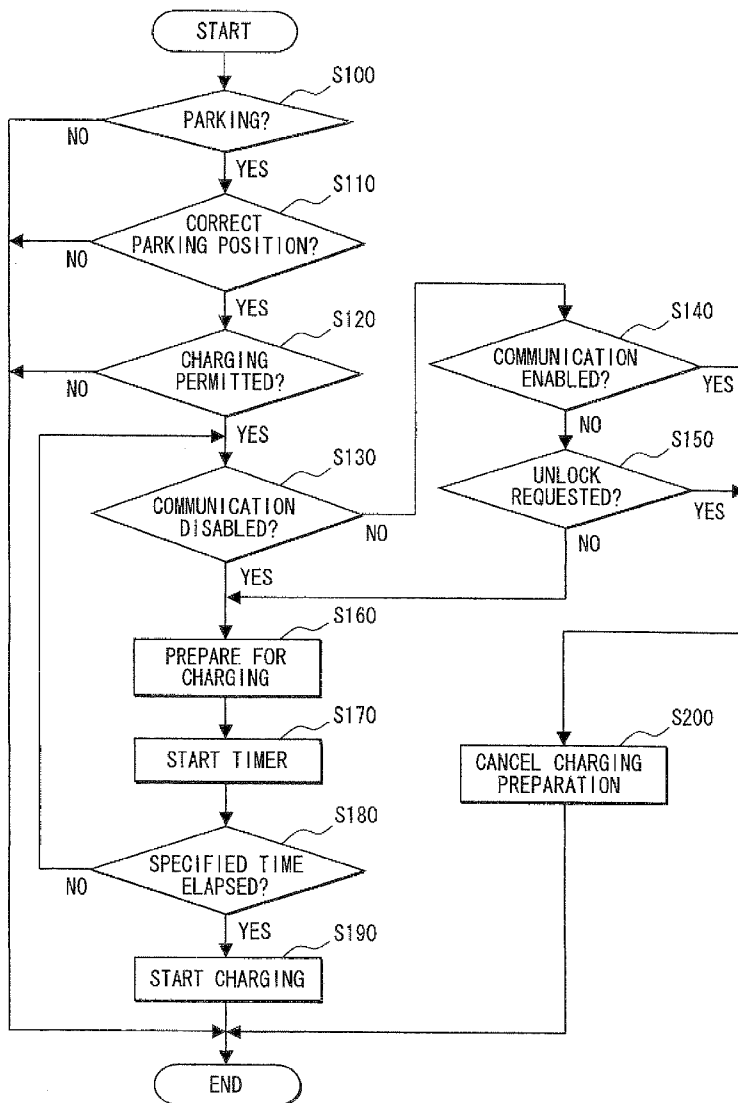 START
S100
PARKING?
NO
YES
S110
CORRECT
PARKING POSITION?
NO
YES
S120
CHARGING
PERMITTED?
NO
YES
S130
COMMUNICATION
DISABLED?
NO
YES
S140
COMMUNICATION
ENABLED?
YES
NO
S150
UNLOCK
REQUESTED?
YES
NO
S160
PREPARE FOR
CHARGING
S170
START TIMER
S180
SPECIFIED TIME
ELAPSED?
NO
YES
S190
START CHARGING
S200
CANCEL CHARGING
PREPARATION
END